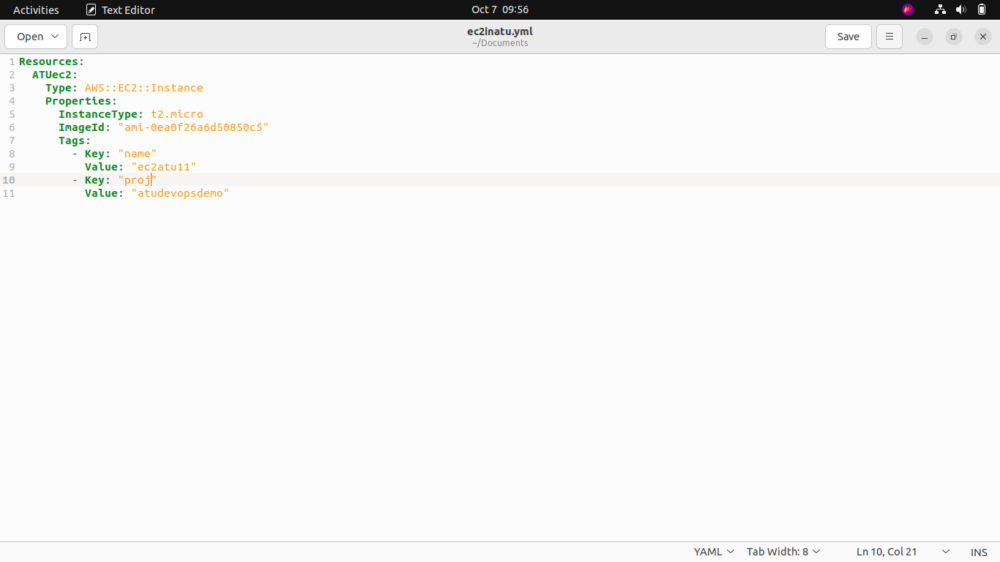 Activities Text Editor Oct 7 09:56
Open ec2inatu.yml Save
~/Documents
1 Resources:
2   ATUec2:
3     Type: AWS::EC2::Instance
4     Properties:
5       InstanceType: t2.micro
6       ImageId: "ami-0ea0f26a6d50850c5"
7       Tags:
8         - Key: "name"
9           Value: "ec2atu11"
10         - Key: "proj"
11           Value: "atudevopsdemo"
YAML Tab Width: 8 Ln 10, Col 21 INS